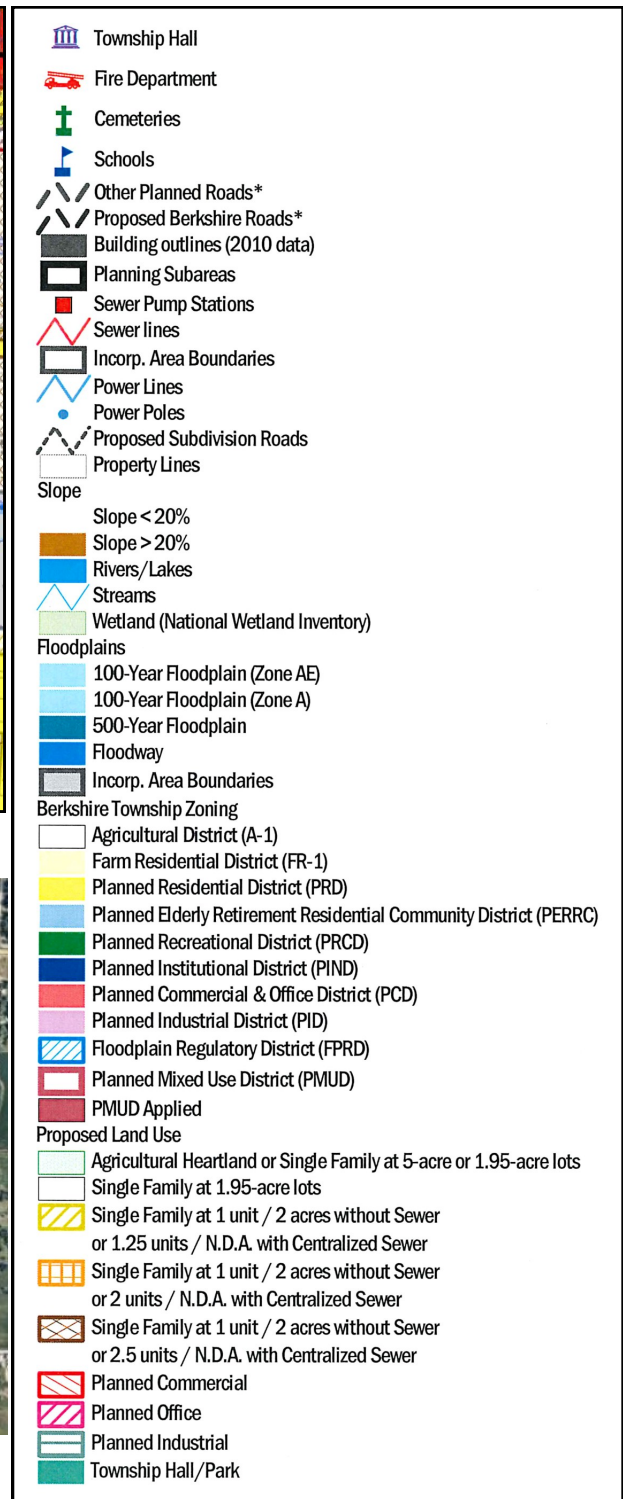 Township Hall
Fire Department
Cemeteries
Schools
Other Planned Roads*
Proposed Berkshire Roads*
Building outlines (2010 data)
Planning Subareas
Sewer Pump Stations
Sewer lines
Incorp. Area Boundaries
Power Lines
Power Poles
Proposed Subdivision Roads
Property Lines
Slope
Slope < 20%
Slope > 20%
Rivers/Lakes
Streams
Wetland (National Wetland Inventory)
Floodplains
100-Year Floodplain (Zone AE)
100-Year Floodplain (Zone A)
500-Year Floodplain
Floodway
Incorp. Area Boundaries
Berkshire Township Zoning
Agricultural District (A-1)
Farm Residential District (FR-1)
Planned Residential District (PRD)
Planned Elderly Retirement Residential Community District (PERRC)
Planned Recreational District (PRCD)
Planned Institutional District (PIND)
Planned Commercial & Office District (PCD)
Planned Industrial District (PID)
Floodplain Regulatory District (FPRD)
Planned Mixed Use District (PMUD)
PMUD Applied
Proposed Land Use
Agricultural Heartland or Single Family at 5-acre or 1.95-acre lots
Single Family at 1.95-acre lots
Single Family at 1 unit / 2 acres without Sewer
or 1.25 units / N.D.A. with Centralized Sewer
Single Family at 1 unit / 2 acres without Sewer
or 2 units / N.D.A. with Centralized Sewer
Single Family at 1 unit / 2 acres without Sewer
or 2.5 units / N.D.A. with Centralized Sewer
Planned Commercial
Planned Office
Planned Industrial
Township Hall/Park